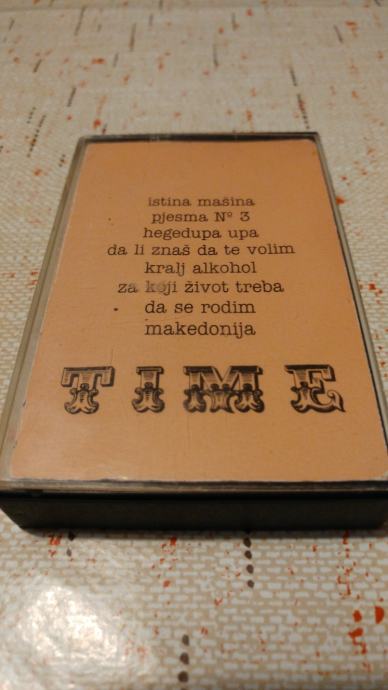 istina mašina
pjesma Nº 3
hegedupa upa
da li znaš da te volim
kralj alkohol
za koji život treba
da se rodim
makedonija
TIME